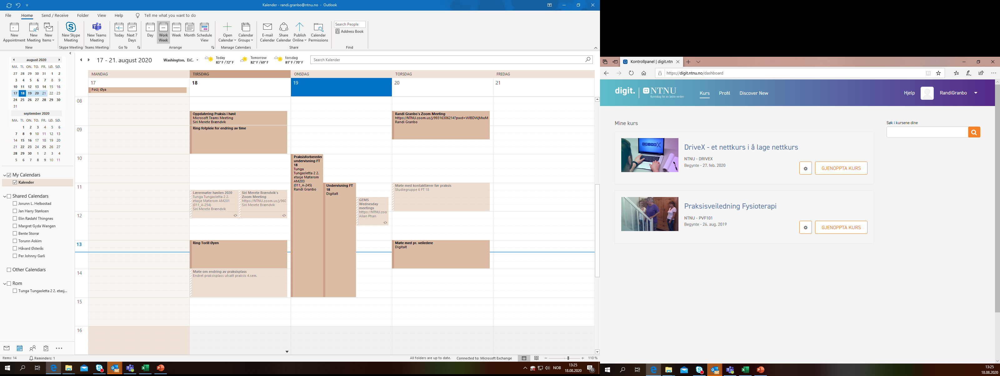 Kalender - randi.granbo@ntnu.no - Outlook
File Home Send / Receive Folder View Help Tell me what you want to do
New Appointment
New Meeting
New Items
New Skype Meeting
New Teams Meeting
Today
Next 7 Days
Day
Work Week
Week
Month
Schedule View
Open Calendar
Calendar Groups
E-mail Calendar
Share Calendar
Publish Online
Calendar Permissions
Search People
Address Book
New
Skype Meeting
Teams Meeting
Go To
Arrange
Manage Calendars
Share
Find
august 2020
MA. TI. ON. TO. FR. LØ. SØ.
27 28 29 30 31 1 2
3 4 5 6 7 8 9
10 11 12 13 14 15 16
17 18 19 20 21 22 23
24 25 26 27 28 29 30
31
september 2020
MA. TI. ON. TO. FR. LØ. SØ.
1 2 3 4 5 6
7 8 9 10 11 12 13
14 15 16 17 18 19 20
21 22 23 24 25 26 27
28 29 30 1 2 3 4
5 6 7 8 9 10 11
My Calendars
Kalender
Shared Calendars
Jorunn L. Helbostad
Jan Harry Størksen
Elin Rødahl Thingnes
Margret Gyda Wangen
Bente Storrø
Torunn Askim
Håvard Østerås
Per Johnny Garli
Other Calendars
Rom
Tunga Tungasletta 2 2. etasj...
17 - 21. august 2020
Washington, D.C.
Today
83° F / 72° F
Tomorrow
82° F / 69° F
torsdag
81° F / 70° F
Search Kalender
MANDAG TIRSDAG ONSDAG TORSDAG FREDAG
17 18 19 20 21
FoU; Øya
08
09
10
11
12
13
14
15
16
Oppdatering Praksis i høst
Microsoft Teams Meeting
Siri Merete Brændvik
Ring fotpleie for endring av time
Lærermøter høsten 2020
Tunga Tungasletta 2 2.
etasje Møterom AM201
(011_A-254)
Siri Merete Brændvik
Siri Merete Brændvik's
Zoom Meeting
https://NTNU.zoom.us/j/960
Siri Merete Brændvik
Ring Torill Øyen
Møte om endring av praksisplass
Endret praksisplass utsatt praksis 4.sem.
Praksisforbereder
undervisning FT
18
Tunga
Tungasletta 2 2.
etasje Møterom
AM203
(011_A-245)
Randi Granbo
Undervisning FT
18
Digitalt
GEMS
Wednesday
meetings
https://NTNU.zoo
Ailan Phan
Randi Granbo's Zoom Meeting
https://NTNU.zoom.us/j/99316306214?pwd=WlBDWjMwM
Randi Granbo
Møte med kontaktlærer før praksis
Studiegruppe 6 FT 18
Møte med pr. veiledere
Digitalt
Items: 14 Reminders: 1
All folders are up to date. Connected to: Microsoft Exchange 110 %
NOB
13:25
18.08.2020
13
Kontrollpanel | digit.ntn
https://digit.ntnu.no/dashboard
digit. NTNU
Kunnskap for en bedre verden
Kurs Profil Discover New
Hjelp RandiGranbo
Mine kurs
Søk i kursene dine
DRIVEX
DriveX - et nettkurs i å lage nettkurs
NTNU - DRIVEX
Begynte - 27. feb. 2020
GJENOPPTA KURS
Praksisveiledning Fysioterapi
NTNU - PVF101
Begynte - 26. aug. 2019
GJENOPPTA KURS
13:25
18.08.2020